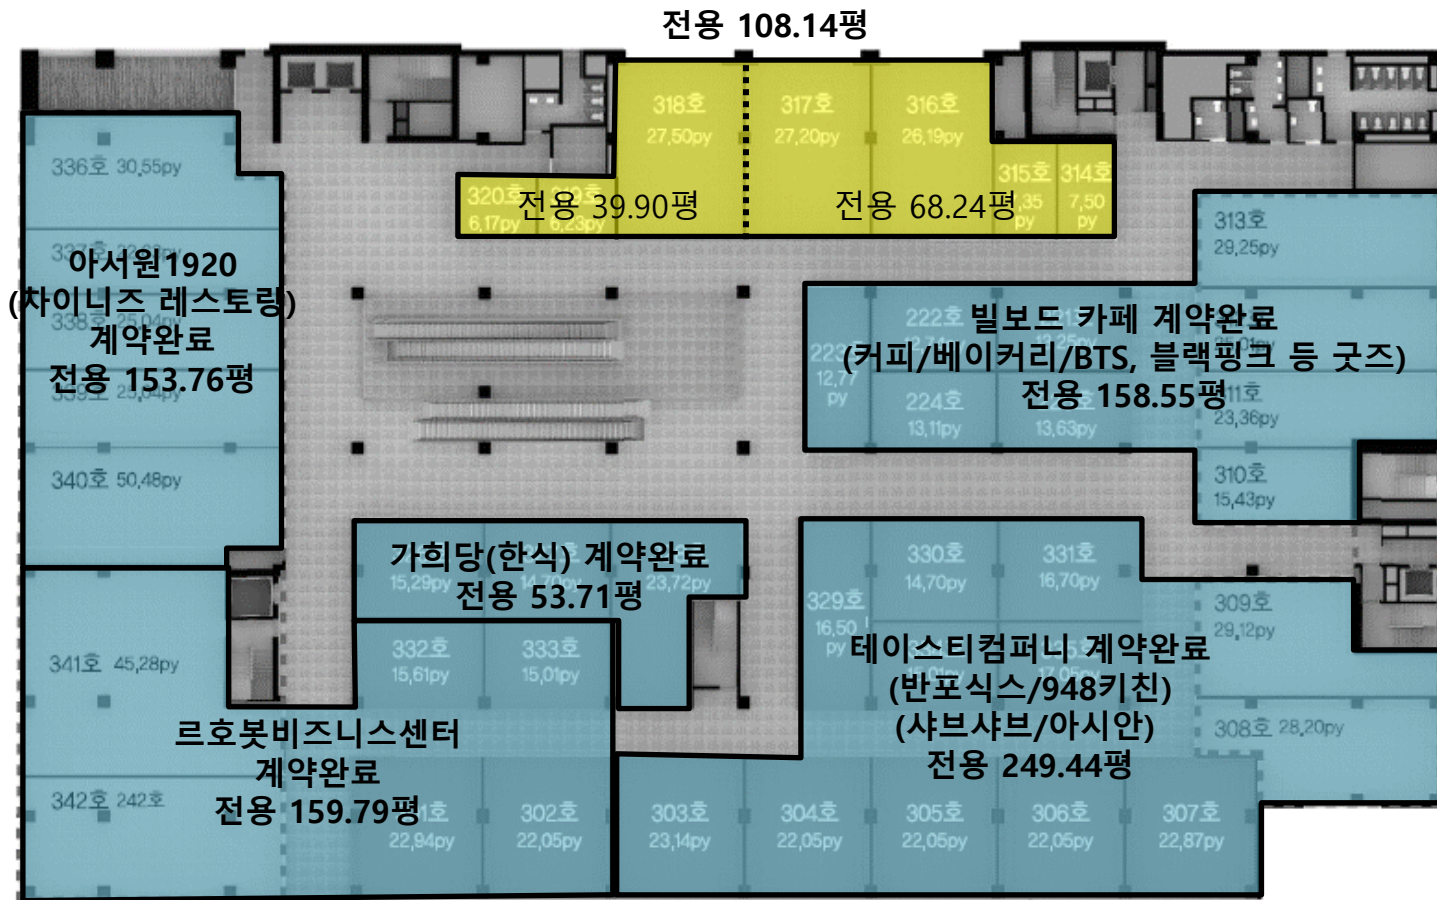 전용 108.14평
318호
27,50py
317호
27,20py
316호
26,19py
315호
,35
py
314호
7,50
py
320호
6,17py
6,23py
전용 39.90평
전용 68.24평
336호 30,55py
아서원1920
(차이니즈 레스토링)
계약완료
전용 153.76평
340호 50,48py
313호
29,25py
222호
빌보드 카페 계약완료
(커피/베이커리/BTS, 블랙핑크 등 굿즈)
전용 158.55평
12,77
py
224호
13,11py
13,63py
23,36py
310호
15,43py
가희당(한식) 계약완료
전용 53.71평
15,29py
23,72py
330호
14,70py
331호
16,70py
329호
16,50
py
309호
29,12py
341호 45,28py
332호
15,61py
333호
15,01py
테이스티컴퍼니 계약완료
(반포식스/948키친)
(샤브샤브/아시안)
전용 249.44평
308호 28,20py
르호봇비즈니스센터
계약완료
전용 159.79평
342호 242호
22,94py
302호
22,05py
303호
23,14py
304호
22,05py
305호
22,05py
306호
22,05py
307호
22,87py